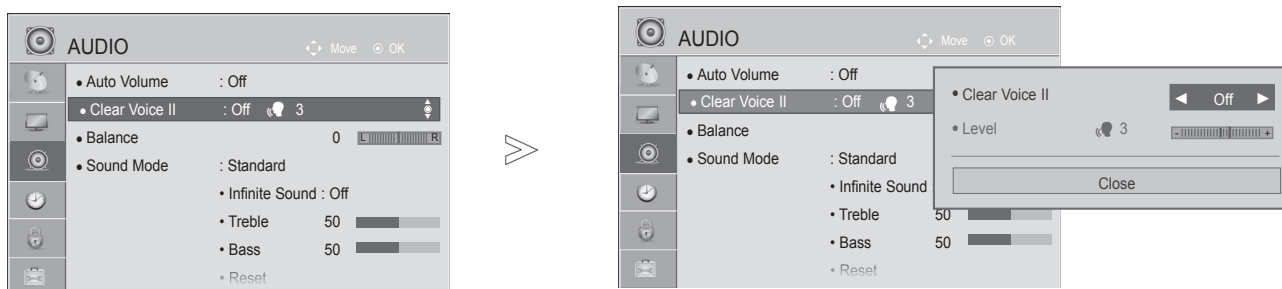 AUDIO
Move OK
• Auto Volume : Off
• Clear Voice II : Off 3
• Balance 0 L R
• Sound Mode : Standard
• Infinite Sound : Off
• Treble 50
• Bass 50
• Reset
AUDIO
Move OK
• Auto Volume : Off
• Clear Voice II : Off 3
• Balance
• Sound Mode : Standard
• Infinite Sound :
• Treble 50
• Bass 50
• Reset
• Clear Voice II ◄ Off ►
• Level 3 - +
Close